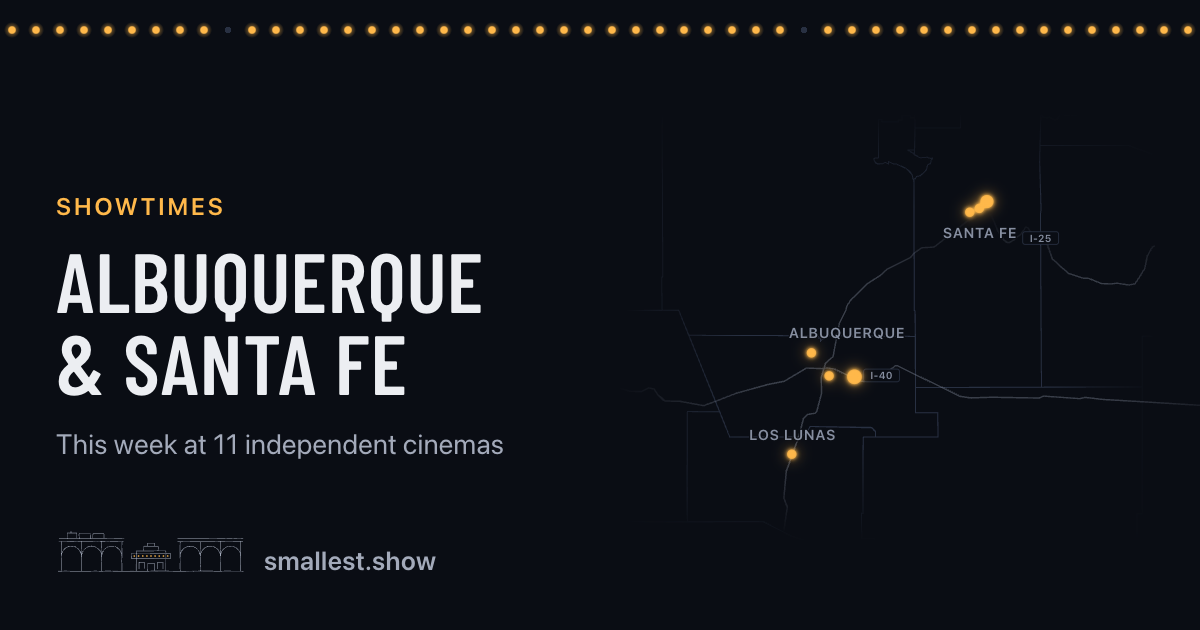 SHOWTIMES
ALBUQUERQUE
& SANTA FE
This week at 11 independent cinemas
smallest.show
SANTA FE
I-25
ALBUQUERQUE
I-40
LOS LUNAS